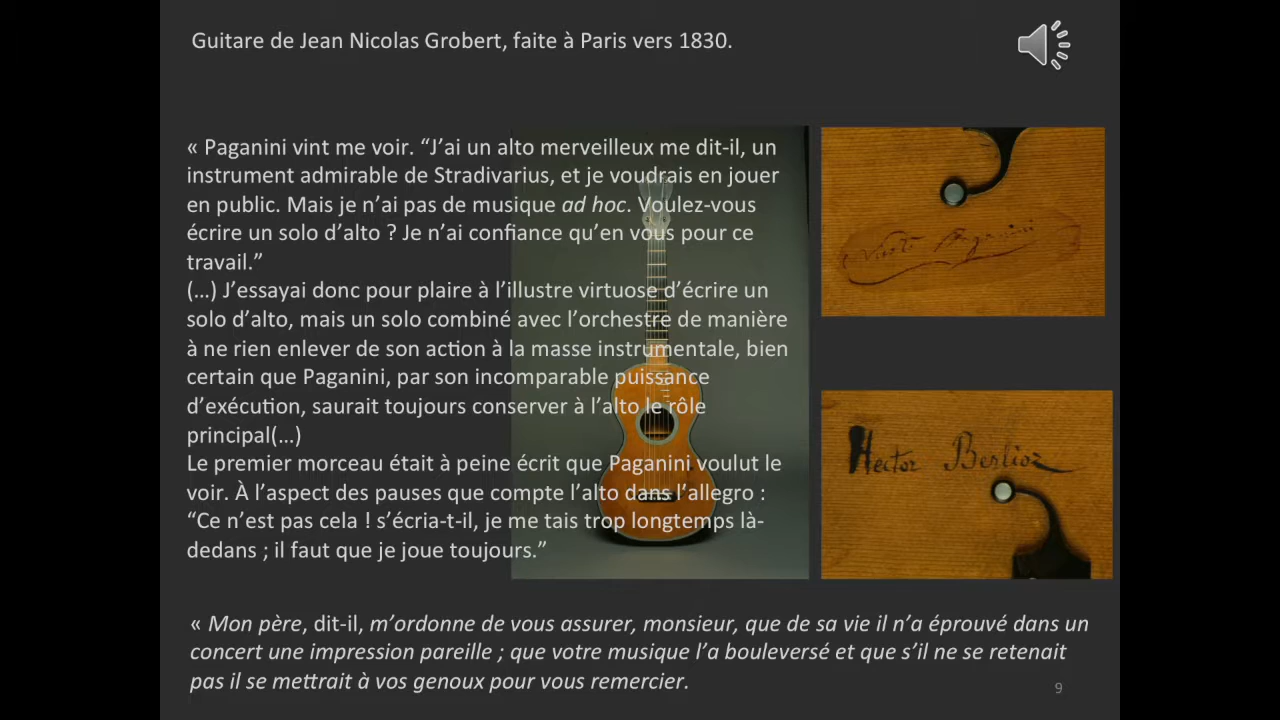 Guitare de Jean Nicolas Grobert, faite à Paris vers 1830.
« Paganini vint me voir. “J’ai un alto merveilleux me dit-il, un
instrument admirable de Stradivarius, et je voudrais en jouer
en public. Mais je n’ai pas de musique ad hoc. Voulez-vous
écrire un solo d’alto ? Je n’ai confiance qu’en vous pour ce
travail.”
(…) J’essayai donc pour plaire à l’illustre virtuose d’écrire un
solo d’alto, mais un solo combiné avec l’orchestre de manière
à ne rien enlever de son action à la masse instrumentale, bien
certain que Paganini, par son incomparable puissance
d’exécution, saurait toujours conserver à l’alto le rôle
principal(…)
Le premier morceau était à peine écrit que Paganini voulut le
voir. À l’aspect des pauses que compte l’alto dans l’allegro :
“Ce n’est pas cela ! s’écria-t-il, je me tais trop longtemps là-
dedans ; il faut que je joue toujours.”
Paganini
Hector Berlioz
« Mon père, dit-il, m’ordonne de vous assurer, monsieur, que de sa vie il n’a éprouvé dans un
concert une impression pareille ; que votre musique l’a bouleversé et que s’il ne se retenait
pas il se mettrait à vos genoux pour vous remercier.
9